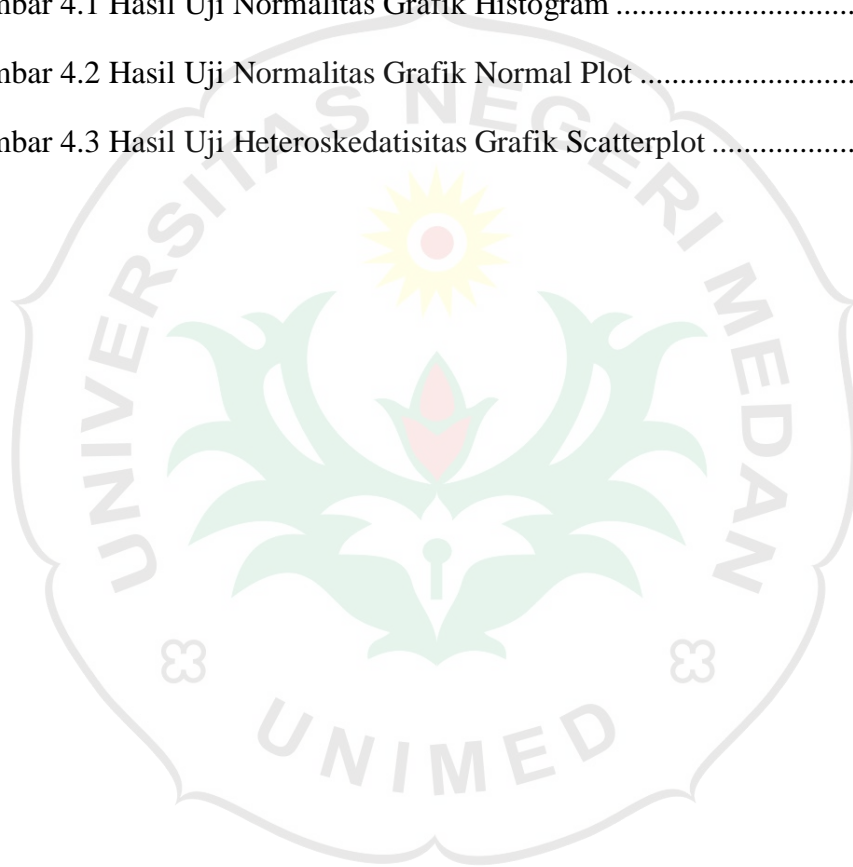 mbar 4.1 Hasil Uji Normalitas Grafik Histogram ..............................
mbar 4.2 Hasil Uji Normalitas Grafik Normal Plot ...........................
mbar 4.3 Hasil Uji Heteroskedatisitas Grafik Scatterplot ..................
UNIVERSITAS NEGERI MEDAN
UNIMED